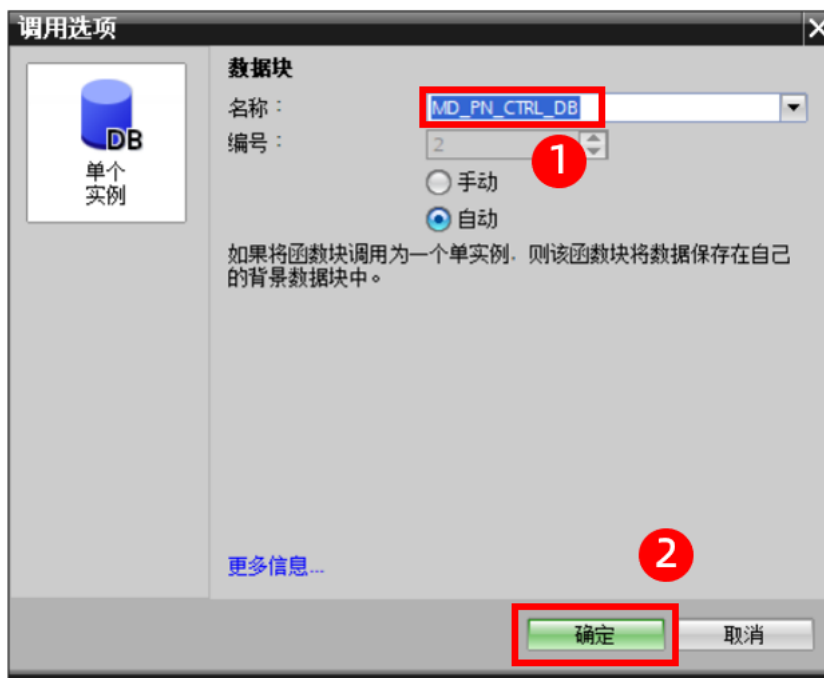 调用选项
数据块
名称：
MD_PN_CTRL_DB
编号：
2
1
DB
单个
实例
手动
自动
如果将函数块调用为一个单实例，则该函数块将数据保存在自己
的背景数据块中。
更多信息...
2
确定
取消